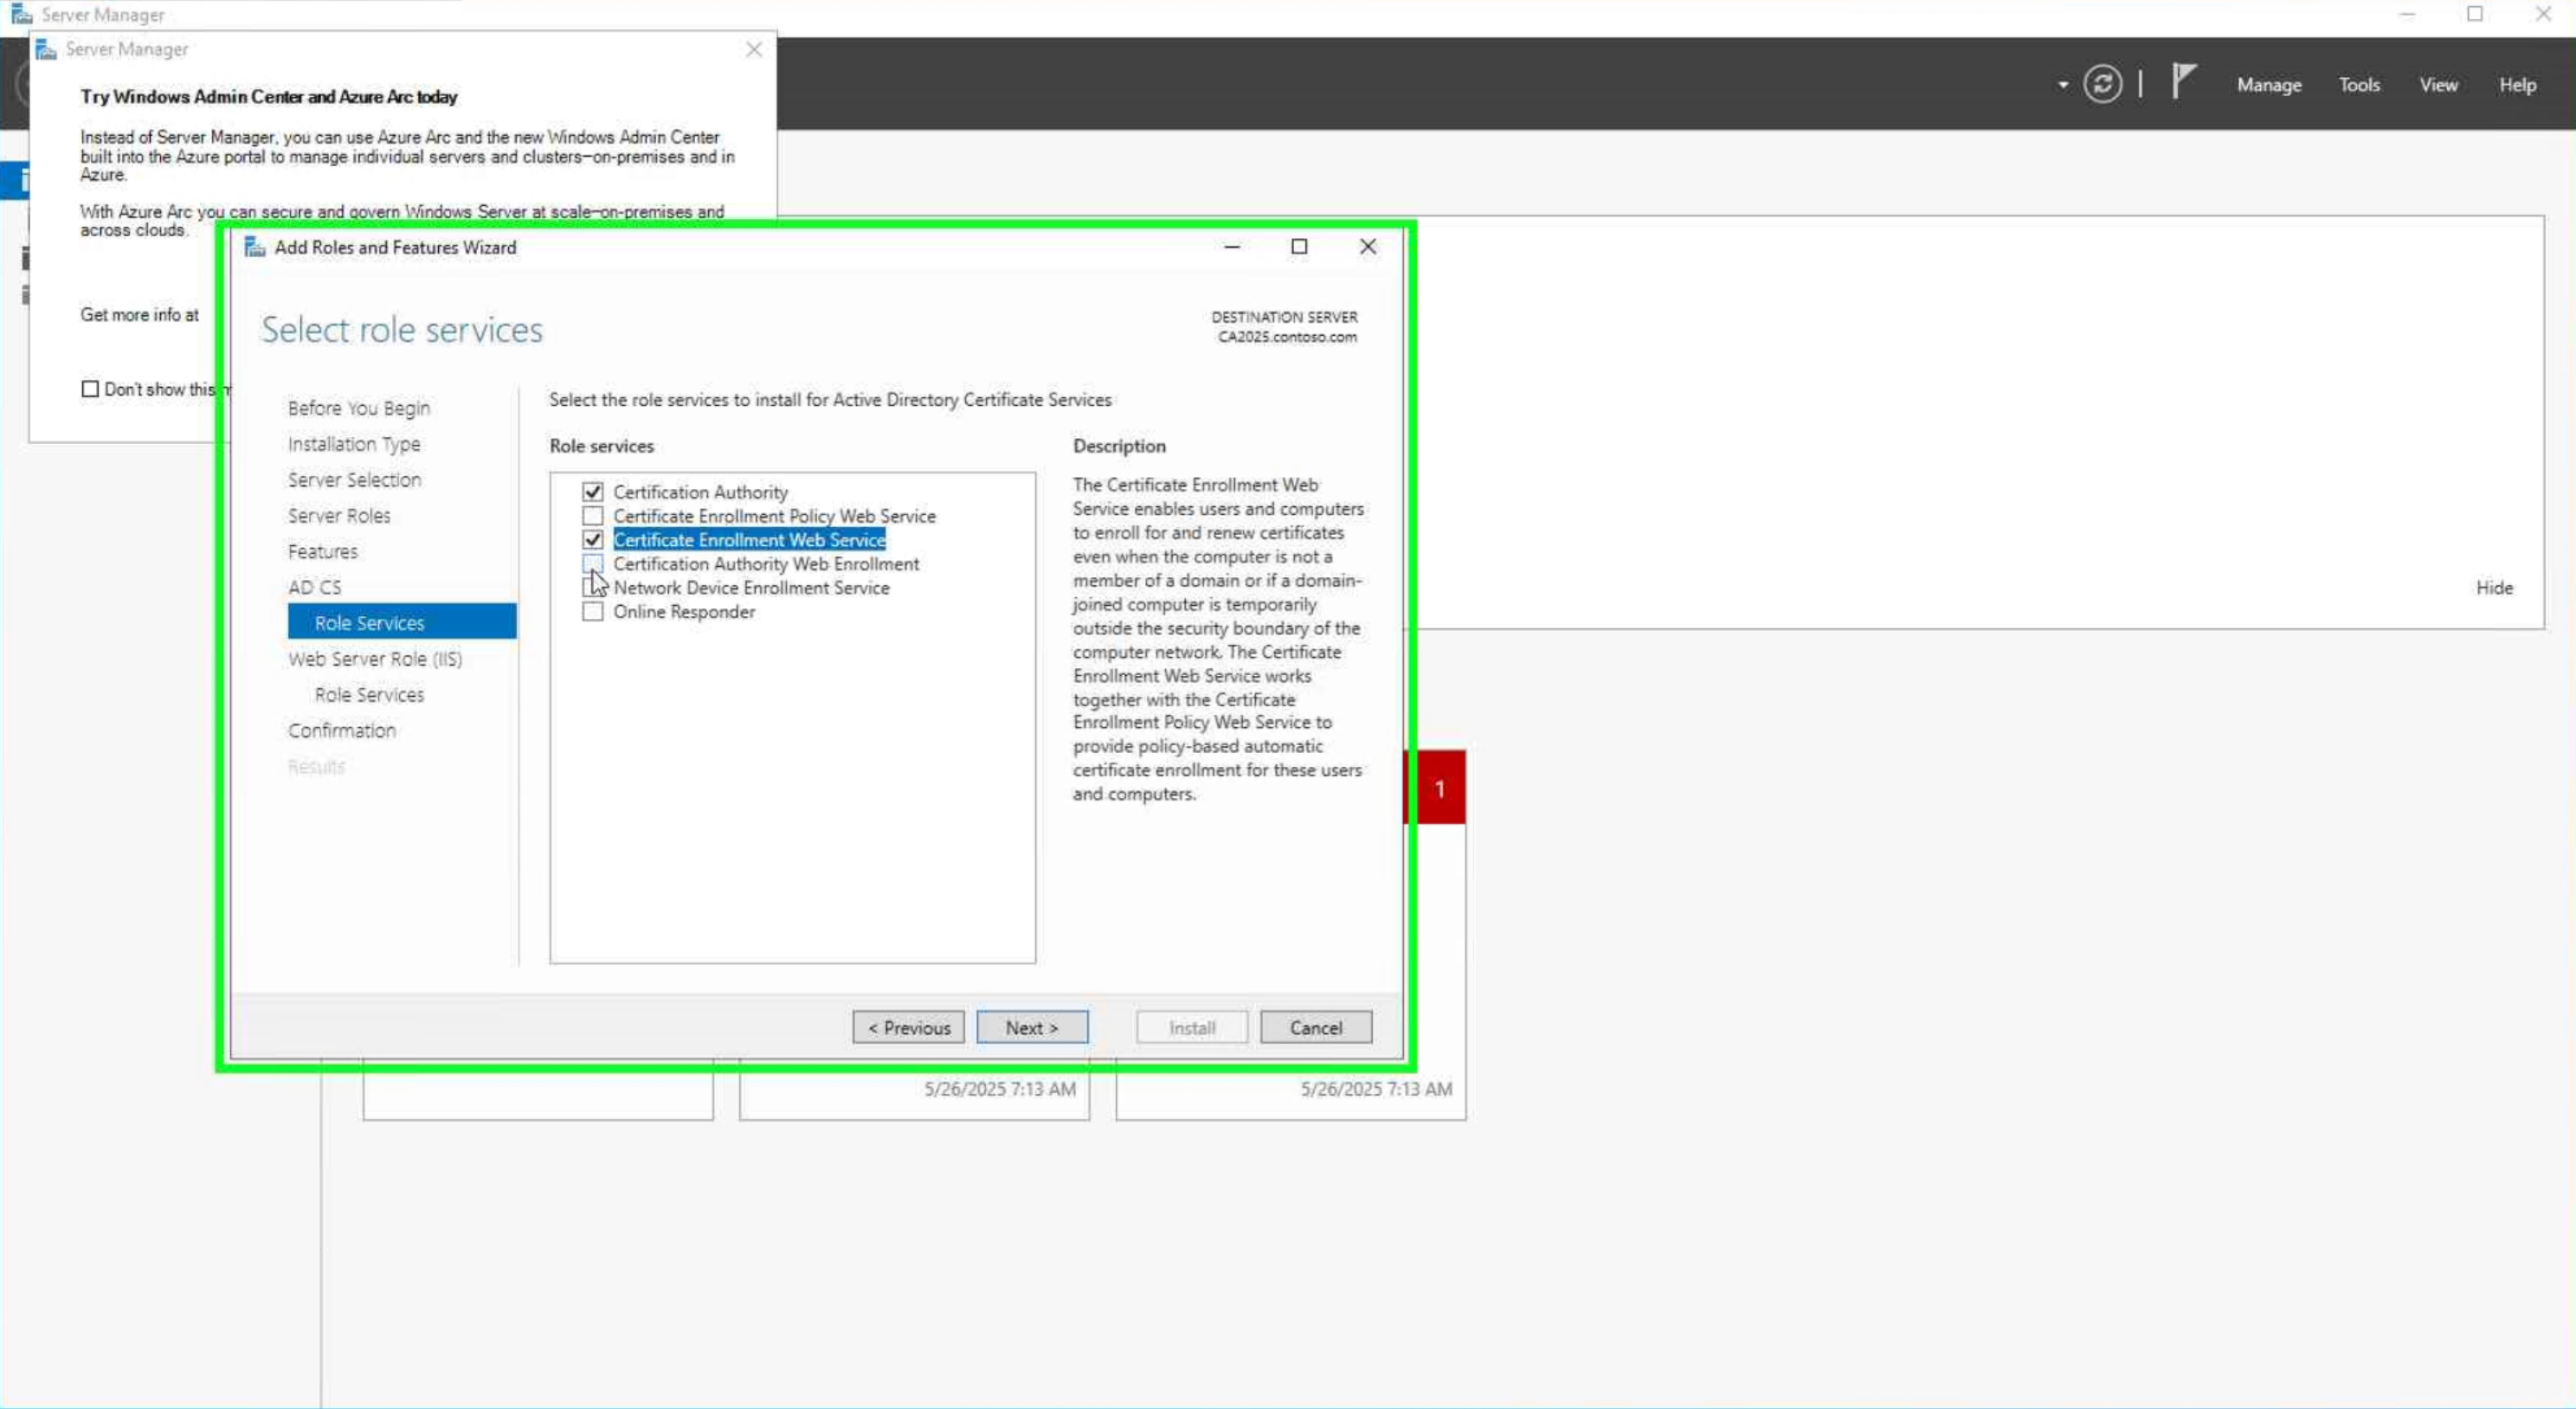 Server Manager
Server Manager
Try Windows Admin Center and Azure Arc today
Instead of Server Manager, you can use Azure Arc and the new Windows Admin Center
built into the Azure portal to manage individual servers and clusters—on-premises and in
Azure.
With Azure Arc you can secure and govern Windows Server at scale—on-premises and
across clouds.
Get more info at
Don't show this
Manage
Tools
View
Help
Add Roles and Features Wizard
Select role services
DESTINATION SERVER
CA2025.contoso.com
Before You Begin
Installation Type
Server Selection
Server Roles
Features
AD CS
Role Services
Web Server Role (IIS)
Role Services
Confirmation
Results
Select the role services to install for Active Directory Certificate Services
Role services
Certification Authority
Certificate Enrollment Policy Web Service
Certificate Enrollment Web Service
Certification Authority Web Enrollment
Network Device Enrollment Service
Online Responder
Description
The Certificate Enrollment Web
Service enables users and computers
to enroll for and renew certificates
even when the computer is not a
member of a domain or if a domain-
joined computer is temporarily
outside the security boundary of the
computer network. The Certificate
Enrollment Web Service works
together with the Certificate
Enrollment Policy Web Service to
provide policy-based automatic
certificate enrollment for these users
and computers.
< Previous
Next >
Install
Cancel
Hide
1
5/26/2025 7:13 AM
5/26/2025 7:13 AM